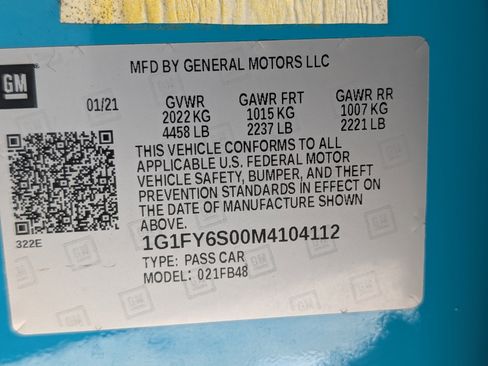 GM
MFD BY GENERAL MOTORS LLC
01/21 GVWR GAWR FRT GAWR RR
2022 KG 1015 KG 1007 KG
4458 LB 2237 LB 2221 LB
THIS VEHICLE CONFORMS TO ALL
APPLICABLE U.S. FEDERAL MOTOR
VEHICLE SAFETY, BUMPER, AND THEFT
PREVENTION STANDARDS IN EFFECT ON
THE DATE OF MANUFACTURE SHOWN
ABOVE.
322E
1G1FY6S00M4104112
TYPE: PASS CAR
MODEL: 021FB48